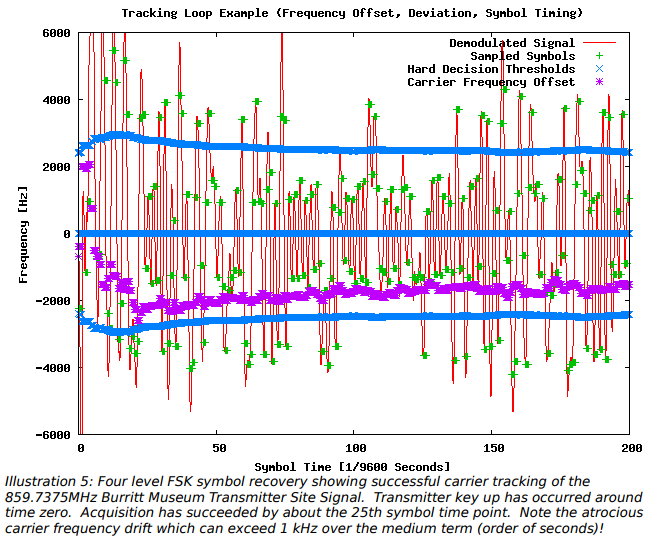 Tracking Loop Example (Frequency Offset, Deviation, Symbol Timing)
6000
4000
2000
0
-2000
-4000
-6000
Frequency [Hz]
Demodulated Signal
Sampled Symbols
Hard Decision Thresholds
Carrier Frequency Offset
0
50
100
150
200
Symbol Time [1/9600 Seconds]
Illustration 5: Four level FSK symbol recovery showing successful carrier tracking of the
859.7375MHz Burritt Museum Transmitter Site Signal. Transmitter key up has occurred around
time zero. Acquisition has succeeded by about the 25th symbol time point. Note the atrocious
carrier frequency drift which can exceed 1 kHz over the medium term (order of seconds)!